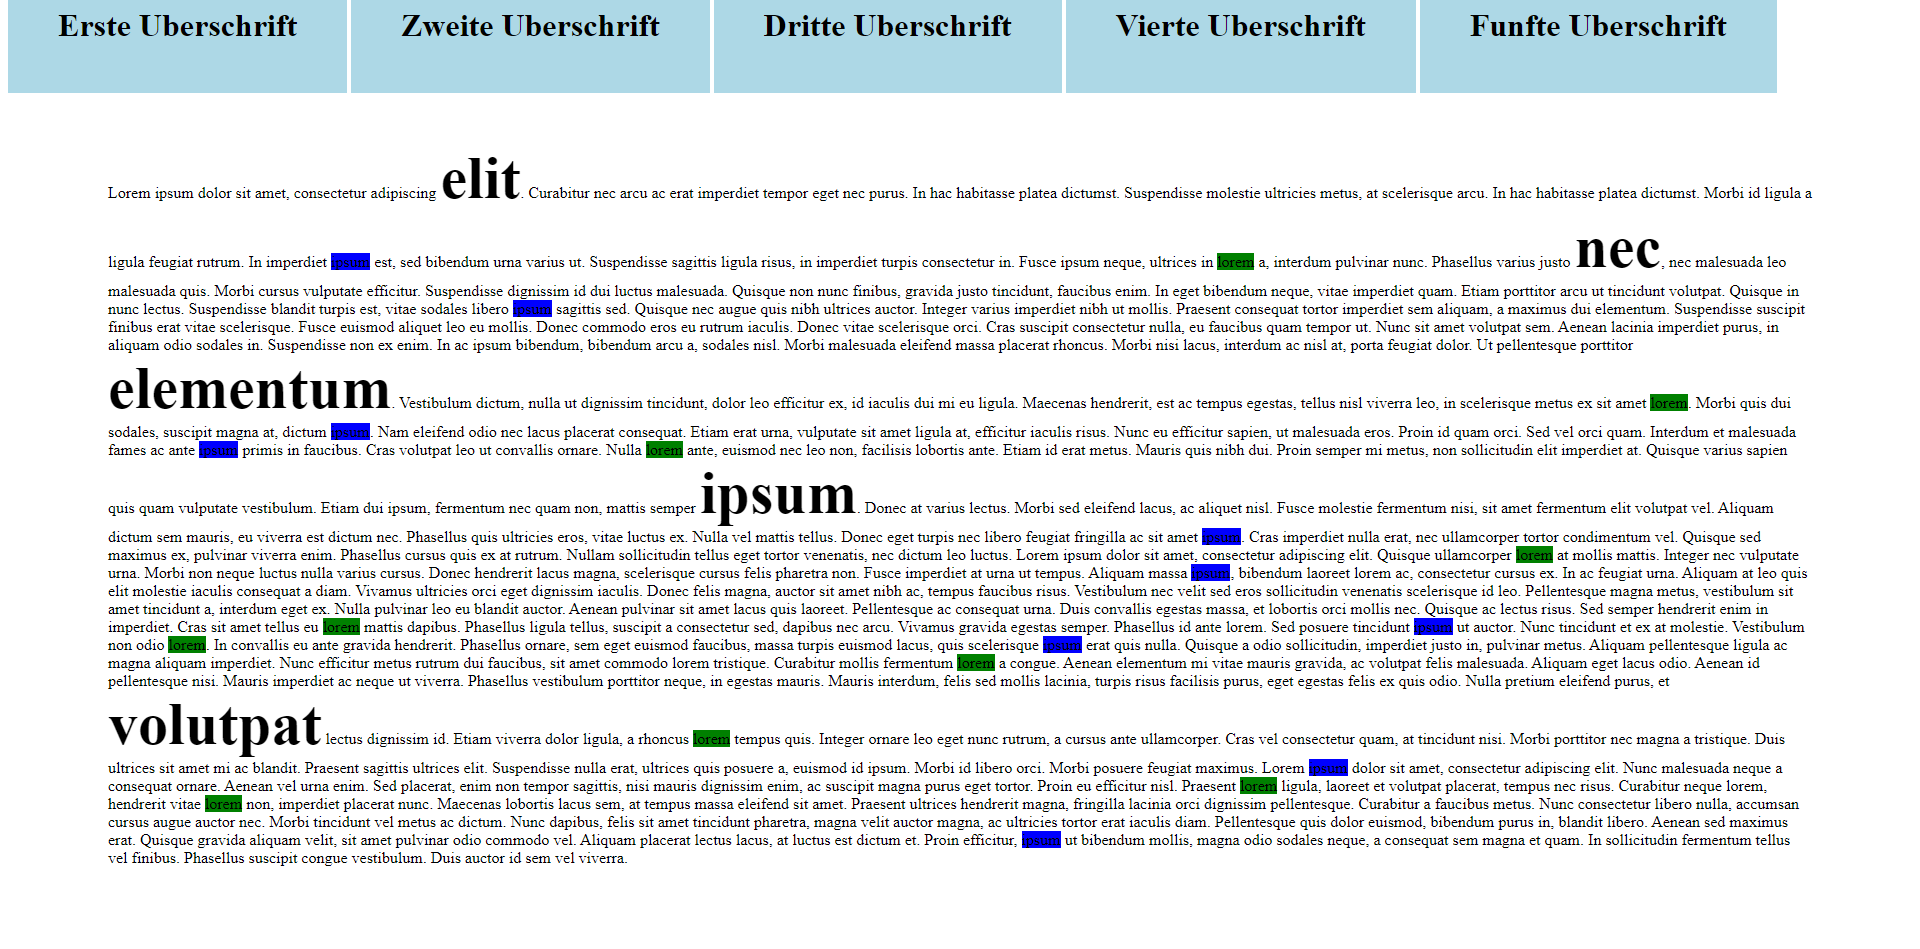 Erste Uberschrift Zweite Uberschrift Dritte Uberschrift Vierte Uberschrift Funfte Uberschrift
Lorem ipsum dolor sit amet, consectetur adipiscing elit. Curabitur nec arcu ac erat imperdiet tempor eget nec purus. In hac habitasse platea dictumst. Suspendisse molestie ultricies metus, at scelerisque arcu. In hac habitasse platea dictumst. Morbi id ligula a
ligula feugiat rutrum. In imperdiet ipsum est, sed bibendum urna varius ut. Suspendisse sagittis ligula risus, in imperdiet turpis consectetur in. Fusce ipsum neque, ultrices in lorem a, interdum pulvinar nunc. Phasellus varius justo nec, nec malesuada leo
malesuada quis. Morbi cursus vulputate efficitur. Suspendisse dignissim id dui luctus malesuada. Quisque non nunc finibus, gravida justo tincidunt, faucibus enim. In eget bibendum neque, vitae imperdiet quam. Etiam porttitor arcu ut tincidunt volutpat. Quisque in
nunc lectus. Suspendisse blandit turpis est, vitae sodales libero ipsum sagittis sed. Quisque nec augue quis nibh ultrices auctor. Integer varius imperdiet nibh ut mollis. Praesent consequat tortor imperdiet sem aliquam, a maximus dui elementum. Suspendisse suscipit
finibus erat vitae scelerisque. Fusce euismod aliquet leo eu mollis. Donec commodo eros eu rutrum iaculis. Donec vitae scelerisque orci. Cras suscipit consectetur nulla, eu faucibus quam tempor ut. Nunc sit amet volutpat sem. Aenean lacinia imperdiet purus, in
aliquam odio sodales in. Suspendisse non ex enim. In ac ipsum bibendum, bibendum arcu a, sodales nisl. Morbi malesuada eleifend massa placerat rhoncus. Morbi nisi lacus, interdum ac nisl at, porta feugiat dolor. Ut pellentesque porttitor
elementum. Vestibulum dictum, nulla ut dignissim tincidunt, dolor leo efficitur ex, id iaculis dui mi eu ligula. Maecenas hendrerit, est ac tempus egestas, tellus nisl viverra leo, in scelerisque metus ex sit amet lorem. Morbi quis dui
sodales, suscipit magna at, dictum ipsum. Nam eleifend odio nec lacus placerat consequat. Etiam erat urna, vulputate sit amet ligula at, efficitur iaculis risus. Nunc eu efficitur sapien, ut malesuada eros. Proin id quam orci. Sed vel orci quam. Interdum et malesuada
fames ac ante ipsum primis in faucibus. Cras volutpat leo ut convallis ornare. Nulla lorem ante, euismod nec leo non, facilisis lobortis ante. Etiam id erat metus. Mauris quis nibh dui. Proin semper mi metus, non sollicitudin elit imperdiet at. Quisque varius sapien
quis quam vulputate vestibulum. Etiam dui ipsum, fermentum nec quam non, mattis semper ipsum. Donec at varius lectus. Morbi sed eleifend lacus, ac aliquet nisl. Fusce molestie fermentum nisi, sit amet fermentum elit volutpat vel. Aliquam
dictum sem mauris, eu viverra est dictum nec. Phasellus quis ultricies eros, vitae luctus ex. Nulla vel mattis tellus. Donec eget turpis nec libero feugiat fringilla ac sit amet ipsum. Cras imperdiet nulla erat, nec ullamcorper tortor condimentum vel. Quisque sed
maximus ex, pulvinar viverra enim. Phasellus cursus quis ex at rutrum. Nullam sollicitudin tellus eget tortor venenatis, nec dictum leo luctus. Lorem ipsum dolor sit amet, consectetur adipiscing elit. Quisque ullamcorper lorem at mollis mattis. Integer nec vulputate
urna. Morbi non neque luctus nulla varius cursus. Donec hendrerit lacus magna, scelerisque cursus felis pharetra non. Fusce imperdiet at urna ut tempus. Aliquam massa ipsum, bibendum laoreet lorem ac, consectetur cursus ex. In ac feugiat urna. Aliquam at leo quis
elit molestie iaculis consequat a diam. Vivamus ultricies orci eget dignissim iaculis. Donec felis magna, auctor sit amet nibh ac, tempus faucibus risus. Vestibulum nec velit sed eros sollicitudin venenatis scelerisque id leo. Pellentesque magna metus, vestibulum sit
amet tincidunt a, interdum eget ex. Nulla pulvinar leo eu blandit auctor. Aenean pulvinar sit amet lacus quis laoreet. Pellentesque ac consequat urna. Duis convallis egestas massa, et lobortis orci mollis nec. Quisque ac lectus risus. Sed semper hendrerit enim in
imperdiet. Cras sit amet tellus eu lorem mattis dapibus. Phasellus ligula tellus, suscipit a consectetur sed, dapibus nec arcu. Vivamus gravida egestas semper. Phasellus id ante lorem. Sed posuere tincidunt ipsum ut auctor. Nunc tincidunt et ex at molestie. Vestibulum
non odio lorem. In convallis eu ante gravida hendrerit. Phasellus ornare, sem eget euismod faucibus, massa turpis euismod lacus, quis scelerisque ipsum erat quis nulla. Quisque a odio sollicitudin, imperdiet justo in, pulvinar metus. Aliquam pellentesque ligula ac
magna aliquam imperdiet. Nunc efficitur metus rutrum dui faucibus, sit amet commodo lorem tristique. Curabitur mollis fermentum lorem a congue. Aenean elementum mi vitae mauris gravida, ac volutpat felis malesuada. Aliquam eget lacus odio. Aenean id
pellentesque nisi. Mauris imperdiet ac neque ut viverra. Phasellus vestibulum porttitor neque, in egestas mauris. Mauris interdum, felis sed mollis lacinia, turpis risus facilisis purus, eget egestas felis ex quis odio. Nulla pretium eleifend purus, et
volutpat lectus dignissim id. Etiam viverra dolor ligula, a rhoncus lorem tempus quis. Integer ornare leo eget nunc rutrum, a cursus ante ullamcorper. Cras vel consectetur quam, at tincidunt nisi. Morbi porttitor nec magna a tristique. Duis
ultrices sit amet mi ac blandit. Praesent sagittis ultrices elit. Suspendisse nulla erat, ultrices quis posuere a, euismod id ipsum. Morbi id libero orci. Morbi posuere feugiat maximus. Lorem ipsum dolor sit amet, consectetur adipiscing elit. Nunc malesuada neque a
consequat ornare. Aenean vel urna enim. Sed placerat, enim non tempor sagittis, nisi mauris dignissim enim, ac suscipit magna purus eget tortor. Proin eu efficitur nisl. Praesent lorem ligula, laoreet et volutpat placerat, tempus nec risus. Curabitur neque lorem,
hendrerit vitae lorem non, imperdiet placerat nunc. Maecenas lobortis lacus sem, at tempus massa eleifend sit amet. Praesent ultrices hendrerit magna, fringilla lacinia orci dignissim pellentesque. Curabitur a faucibus metus. Nunc consectetur libero nulla, accumsan
cursus augue auctor nec. Morbi tincidunt vel metus ac dictum. Nunc dapibus, felis sit amet tincidunt pharetra, magna velit auctor magna, ac ultricies tortor erat iaculis diam. Pellentesque quis dolor euismod, bibendum purus in, blandit libero. Aenean sed maximus
erat. Quisque gravida aliquam velit, sit amet pulvinar odio commodo vel. Aliquam placerat lectus lacus, at luctus est dictum et. Proin efficitur, ipsum ut bibendum mollis, magna odio sodales neque, a consequat sem magna et quam. In sollicitudin fermentum tellus
vel finibus. Phasellus suscipit congue vestibulum. Duis auctor id sem vel viverra.